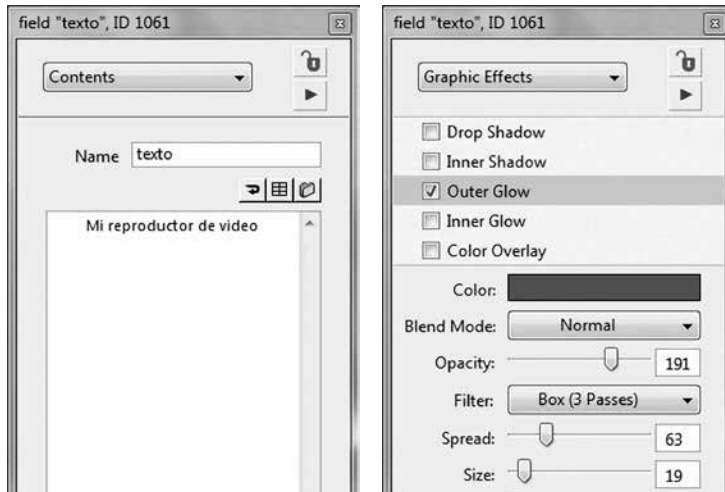 field "texto", ID 1061
Contents
Name texto
Mi reproductor de video
field "texto", ID 1061
Graphic Effects
Drop Shadow
Inner Shadow
Outer Glow
Inner Glow
Color Overlay
Color:
Blend Mode: Normal
Opacity: 191
Filter: Box (3 Passes)
Spread: 63
Size: 19